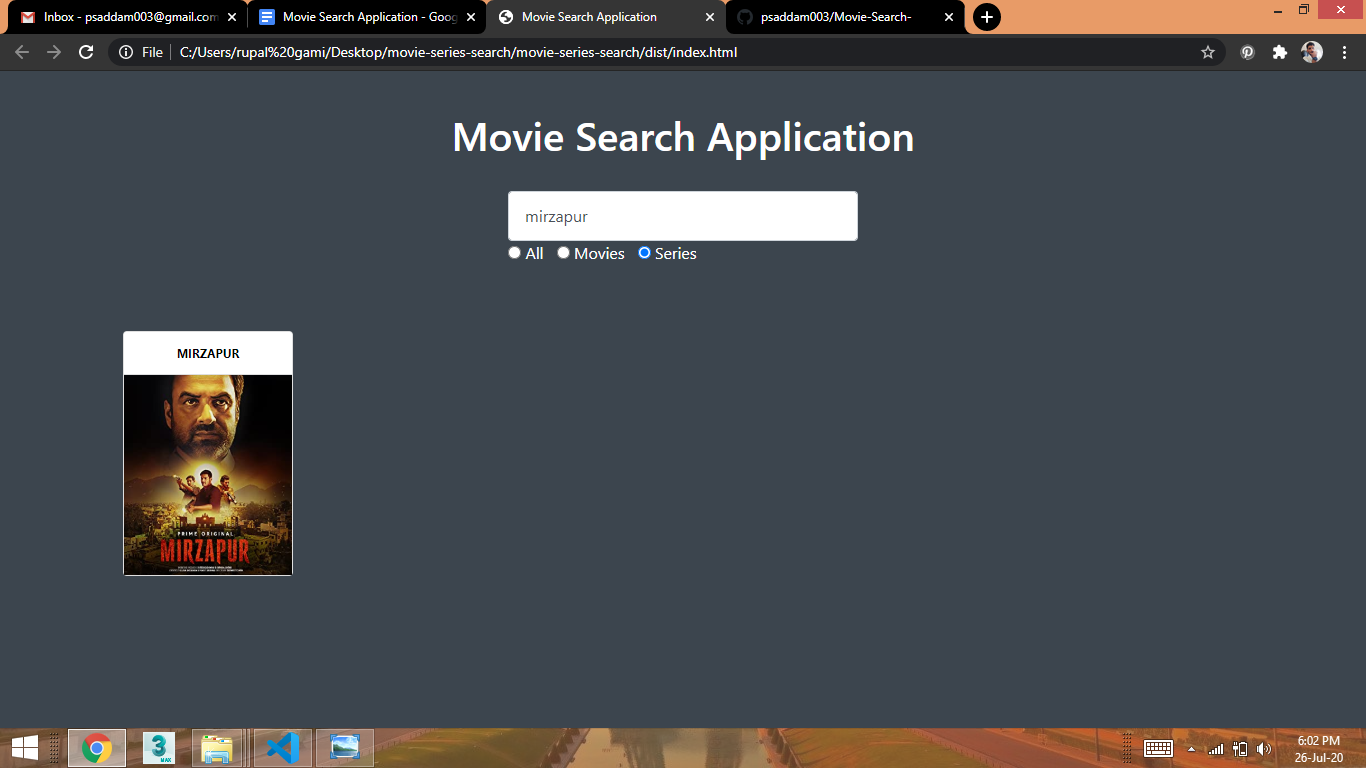 Inbox - psaddam003@gmail.com
Movie Search Application - Goog
Movie Search Application
psaddam003/Movie-Search-
File
C:/Users/rupal%20gami/Desktop/movie-series-search/movie-series-search/dist/index.html
Movie Search Application
mirzapur
All Movies Series
MIRZAPUR
PRIME ORIGINAL
MIRZAPUR
3
MAX
6:02 PM
26-Jul-20